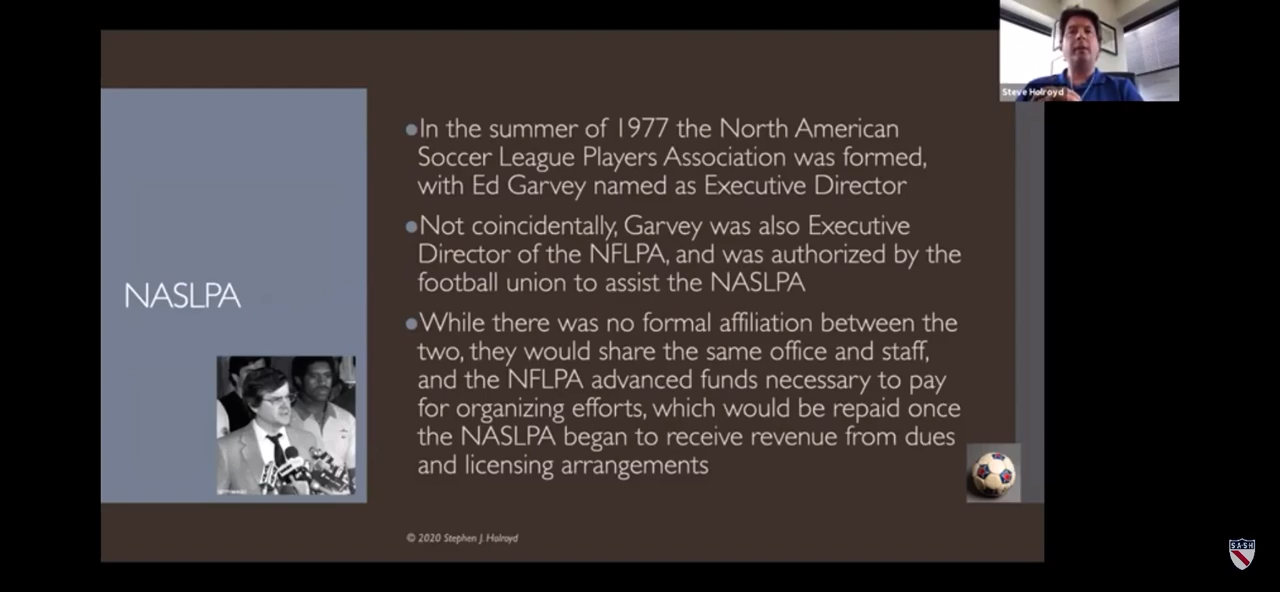 Steve Holroyd
●In the summer of 1977 the North American
Soccer League Players Association was formed,
with Ed Garvey named as Executive Director
●Not coincidentally, Garvey was also Executive
Director of the NFLPA, and was authorized by the
football union to assist the NASLPA
NASLPA
●While there was no formal affiliation between the
two, they would share the same office and staff,
and the NFLPA advanced funds necessary to pay
for organizing efforts, which would be repaid once
the NASLPA began to receive revenue from dues
and licensing arrangements
© 2020 Stephen J. Holroyd
SASH